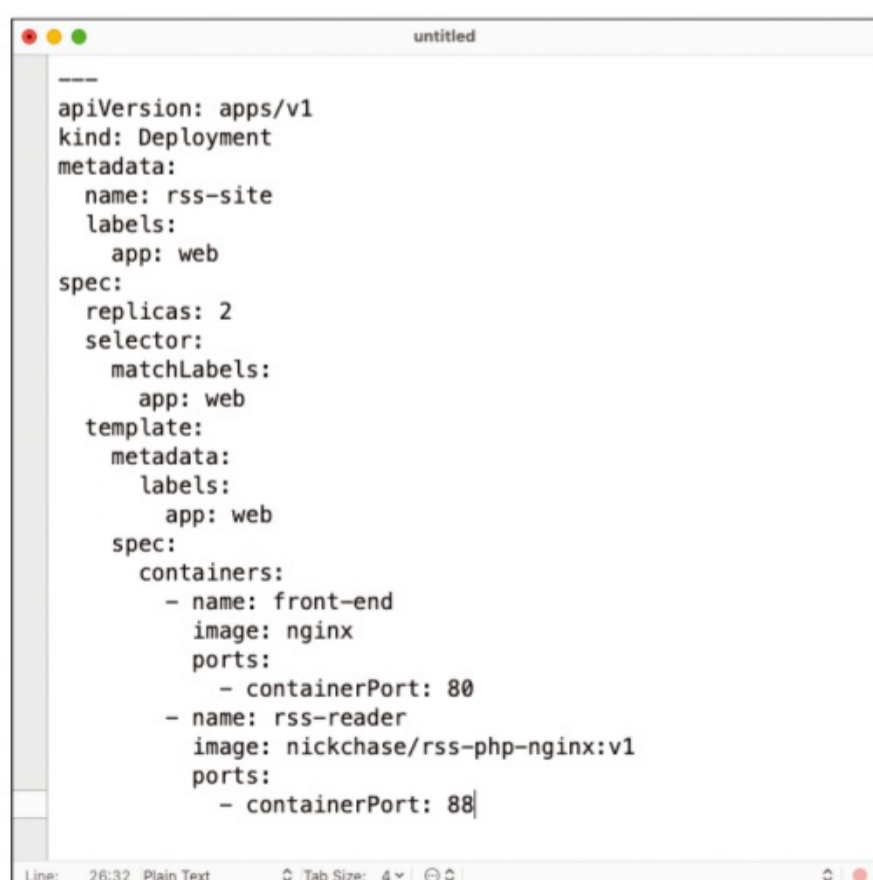 untitled
---
apiVersion: apps/v1
kind: Deployment
metadata:
  name: rss-site
  labels:
    app: web
spec:
  replicas: 2
  selector:
    matchLabels:
      app: web
  template:
    metadata:
      labels:
        app: web
    spec:
      containers:
        - name: front-end
          image: nginx
          ports:
            - containerPort: 80
        - name: rss-reader
          image: nickchase/rss-php-nginx:v1
          ports:
            - containerPort: 88
Line: 26:32 Plain Text Tab Size: 4